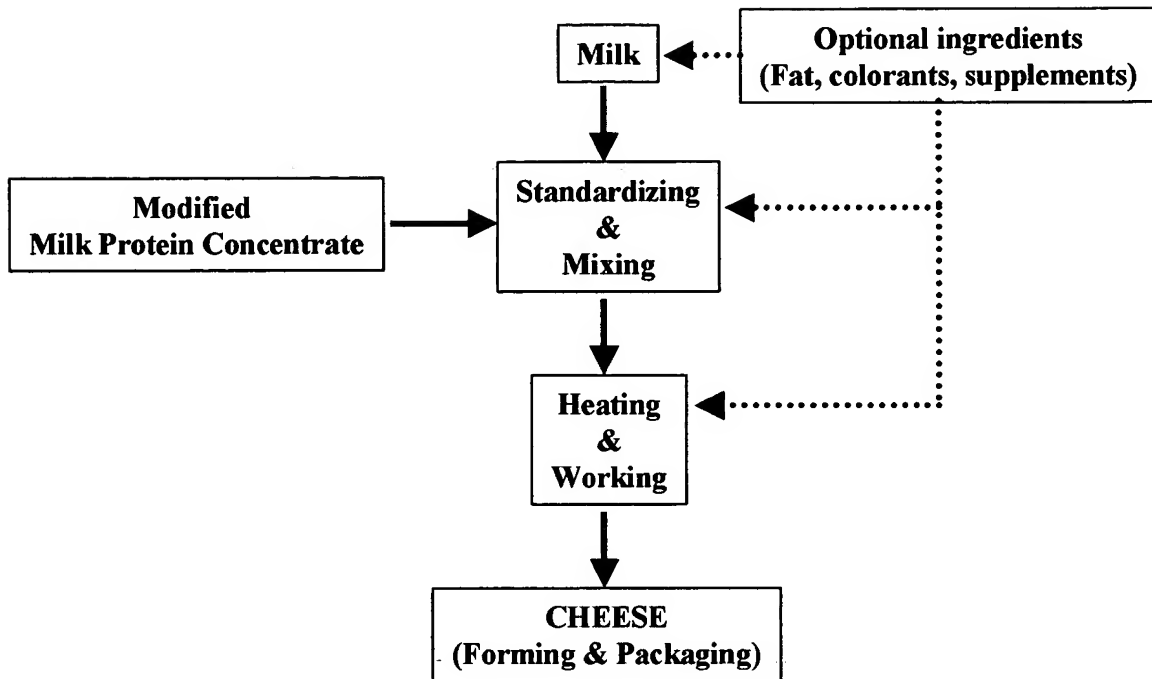 Milk
Optional ingredients
(Fat, colorants, supplements)
Modified
Milk Protein Concentrate
Standardizing
&
Mixing
Heating
&
Working
CHEESE
(Forming & Packaging)